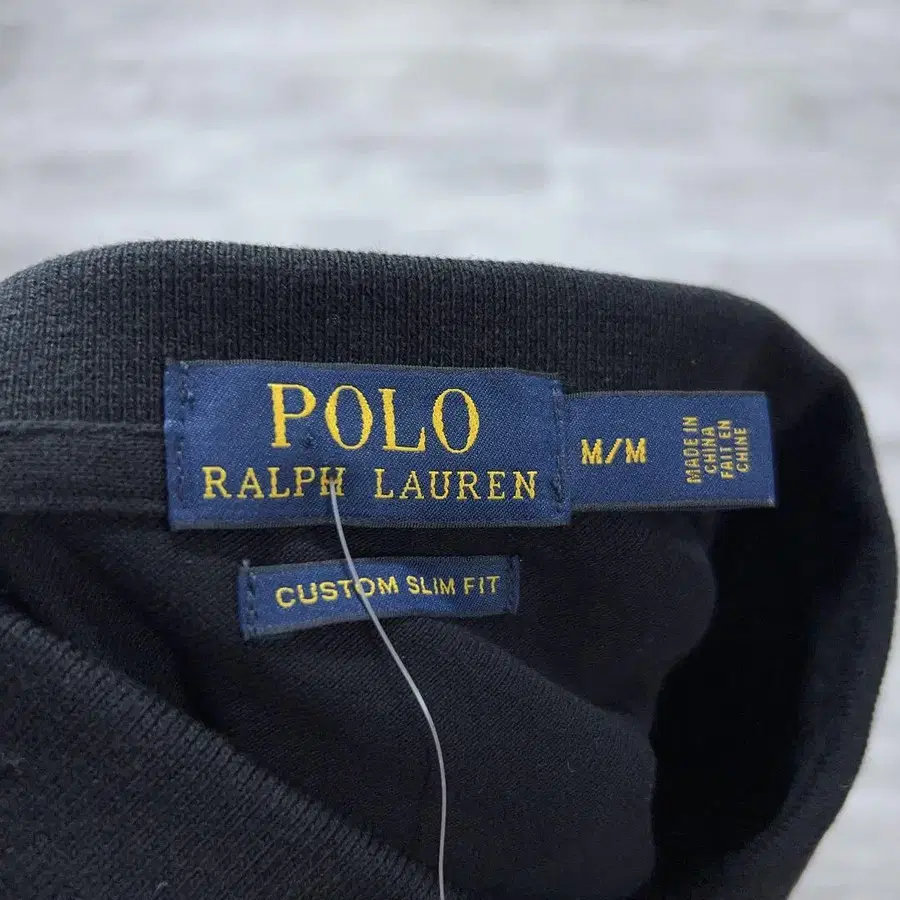 POLO
RALPH LAUREN
M/M
MADE IN
CHINA
FAIT EN
CHINE
CUSTOM SLIM FIT